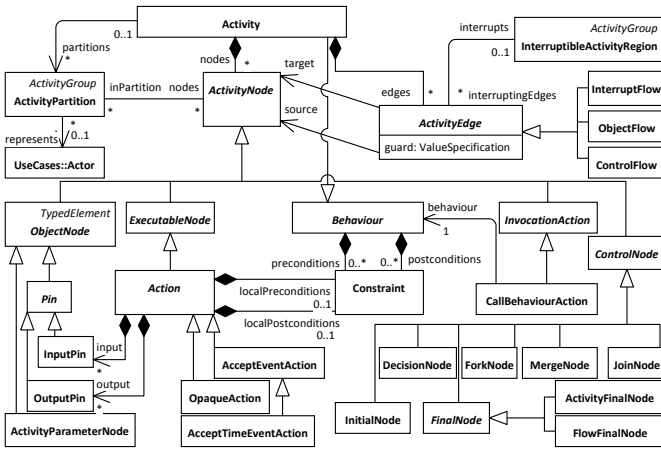 Activity
partitions
0..1
*
nodes
*
target
interrupts
0..1
ActivityGroup
InterruptibleActivityRegion
ActivityGroup
ActivityPartition
inPartition
nodes
*
*
ActivityNode
source
edges
*
*
interruptingEdges
ActivityEdge
guard: ValueSpecification
InterruptFlow
ObjectFlow
ControlFlow
*
represents
0..1
UseCases::Actor
TypedElement
ObjectNode
ExecutableNode
Behaviour
behaviour
1
InvocationAction
ControlNode
preconditions
0..*
0..*
postconditions
Pin
Action
localPreconditions
0..1
localPostconditions
0..1
Constraint
CallBehaviourAction
InputPin
input
*
OutputPin
output
*
AcceptEventAction
OpaqueAction
DecisionNode
ForkNode
MergeNode
JoinNode
ActivityParameterNode
AcceptTimeEventAction
InitialNode
FinalNode
ActivityFinalNode
FlowFinalNode